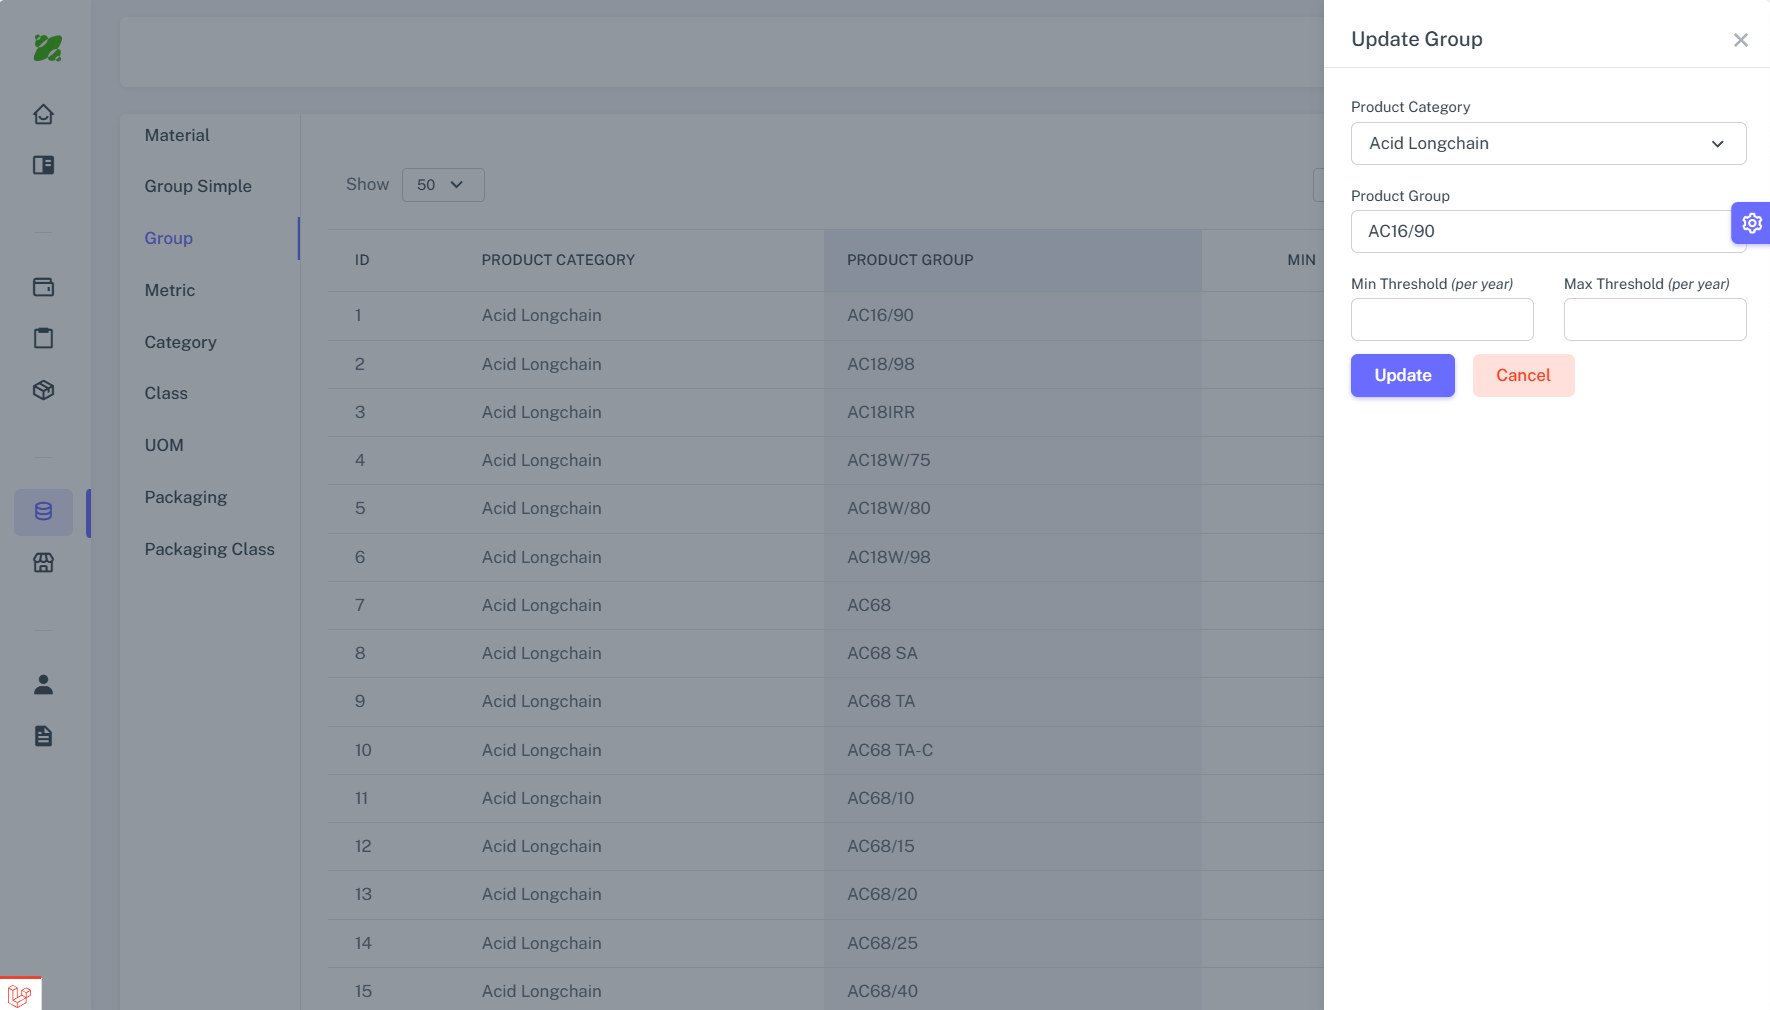 Material
Group Simple
Group
Metric
Category
Class
UOM
Packaging
Packaging Class
Show 50
ID PRODUCT CATEGORY PRODUCT GROUP MIN
1 Acid Longchain AC16/90
2 Acid Longchain AC18/98
3 Acid Longchain AC18IRR
4 Acid Longchain AC18W/75
5 Acid Longchain AC18W/80
6 Acid Longchain AC18W/98
7 Acid Longchain AC68
8 Acid Longchain AC68 SA
9 Acid Longchain AC68 TA
10 Acid Longchain AC68 TA-C
11 Acid Longchain AC68/10
12 Acid Longchain AC68/15
13 Acid Longchain AC68/20
14 Acid Longchain AC68/25
15 Acid Longchain AC68/40
Update Group
Product Category
Acid Longchain
Product Group
AC16/90
Min Threshold (per year) Max Threshold (per year)
Update Cancel